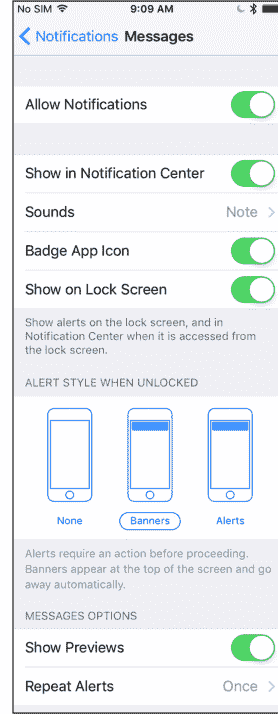 No SIM 9:09 AM
Notifications Messages
Allow Notifications
Show in Notification Center
Sounds Note
Badge App Icon
Show on Lock Screen
Show alerts on the lock screen, and in
Notification Center when it is accessed from
the lock screen.
ALERT STYLE WHEN UNLOCKED
None Banners Alerts
Alerts require an action before proceeding.
Banners appear at the top of the screen and go
away automatically.
MESSAGES OPTIONS
Show Previews
Repeat Alerts Once